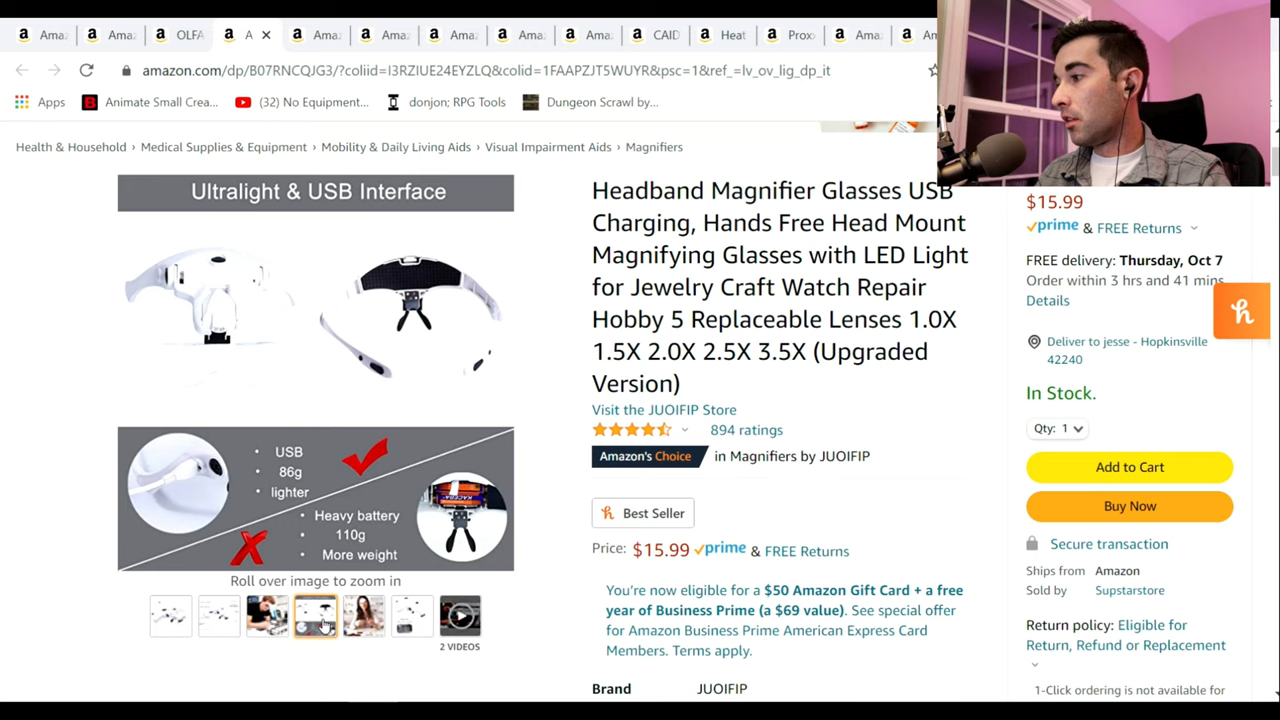 Amaz
Ama
OLFA
A
Ama
Ama
Ama
Ama
Ama
CAID
Heat
Prox
Ama
Am
amazon.com/dp/B07RNCQJG3/?coliid=I3RZIUE24EYZLQ&colid=1FAAPZJT5WUYR&psc=1&ref_=lv_ov_lig_dp_it
Apps
Animate Small Crea...
(32) No Equipment...
donjon; RPG Tools
Dungeon Scrawl by...
Health & Household › Medical Supplies & Equipment › Mobility & Daily Living Aids › Visual Impairment Aids › Magnifiers
Ultralight & USB Interface
• USB
• 86g
• lighter
• Heavy battery
• 110g
• More weight
Roll over image to zoom in
2 VIDEOS
Headband Magnifier Glasses USB
Charging, Hands Free Head Mount
Magnifying Glasses with LED Light
for Jewelry Craft Watch Repair
Hobby 5 Replaceable Lenses 1.0X
1.5X 2.0X 2.5X 3.5X (Upgraded
Version)
Visit the JUOIFIP Store
894 ratings
Amazon's Choice in Magnifiers by JUOIFIP
Best Seller
Price: $15.99 prime & FREE Returns
You're now eligible for a $50 Amazon Gift Card + a free
year of Business Prime (a $69 value). See special offer
for Amazon Business Prime American Express Card
Members. Terms apply.
Brand JUOIFIP
$15.99
prime & FREE Returns
FREE delivery: Thursday, Oct 7
Order within 3 hrs and 41 mins
Details
Deliver to jesse - Hopkinsville
42240
In Stock.
Qty: 1
Add to Cart
Buy Now
Secure transaction
Ships from Amazon
Sold by Supstarstore
Return policy: Eligible for
Return, Refund or Replacement
1-Click ordering is not available for